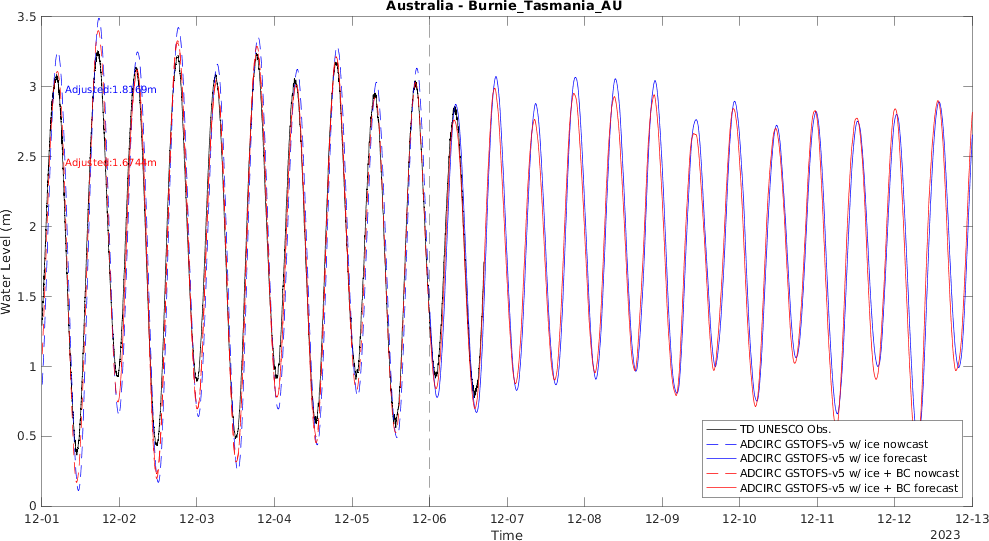 Australia - Burnie_Tasmania_AU
Water Level (m)
3.5
3
2.5
2
1.5
1
0.5
0
Adjusted:1.8169m
Adjusted:1.6744m
TD UNESCO Obs.
ADCIRC GSTOFS-v5 w/ ice nowcast
ADCIRC GSTOFS-v5 w/ ice forecast
ADCIRC GSTOFS-v5 w/ ice + BC nowcast
ADCIRC GSTOFS-v5 w/ ice + BC forecast
12-01 12-02 12-03 12-04 12-05 12-06 12-07 12-08 12-09 12-10 12-11 12-12 12-13
Time
2023